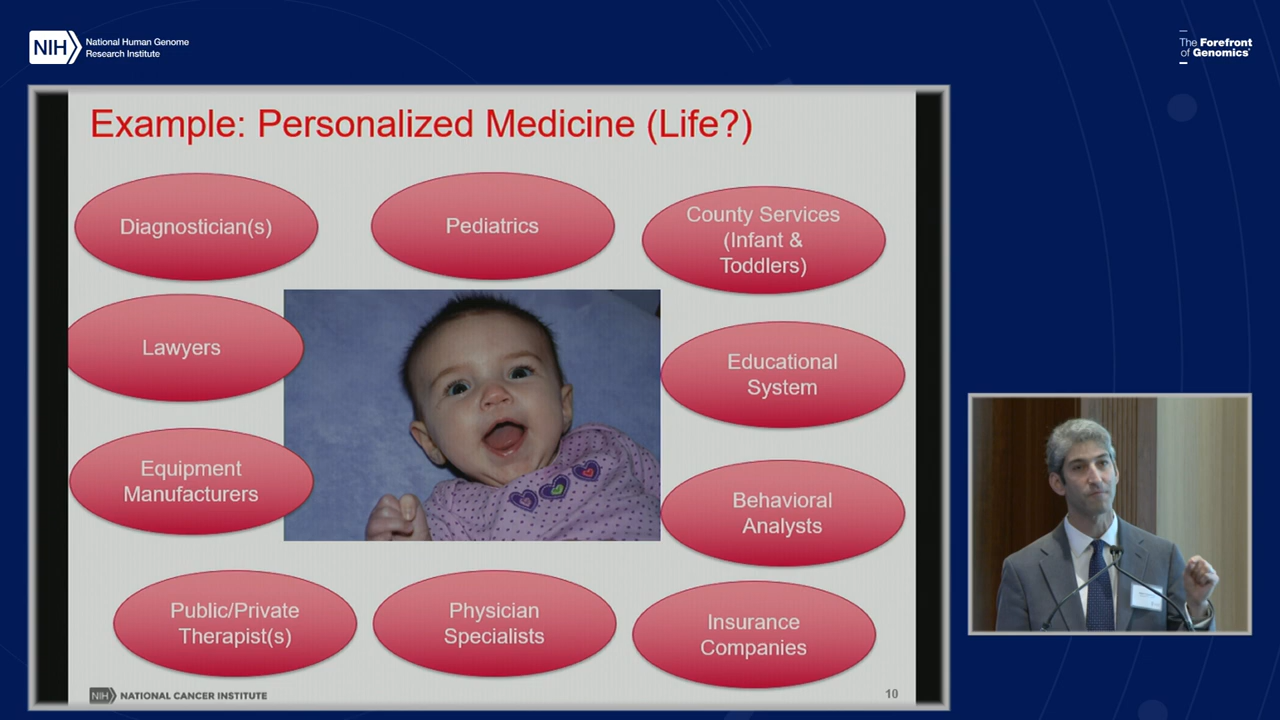 NIH
National Human Genome
Research Institute
The Forefront
of Genomics®
Example: Personalized Medicine (Life?)
Diagnostician(s)
Pediatrics
County Services
(Infant &
Toddlers)
Lawyers
Educational
System
Equipment
Manufacturers
Behavioral
Analysts
Public/Private
Therapist(s)
Physician
Specialists
Insurance
Companies
NIH
NATIONAL CANCER INSTITUTE
10